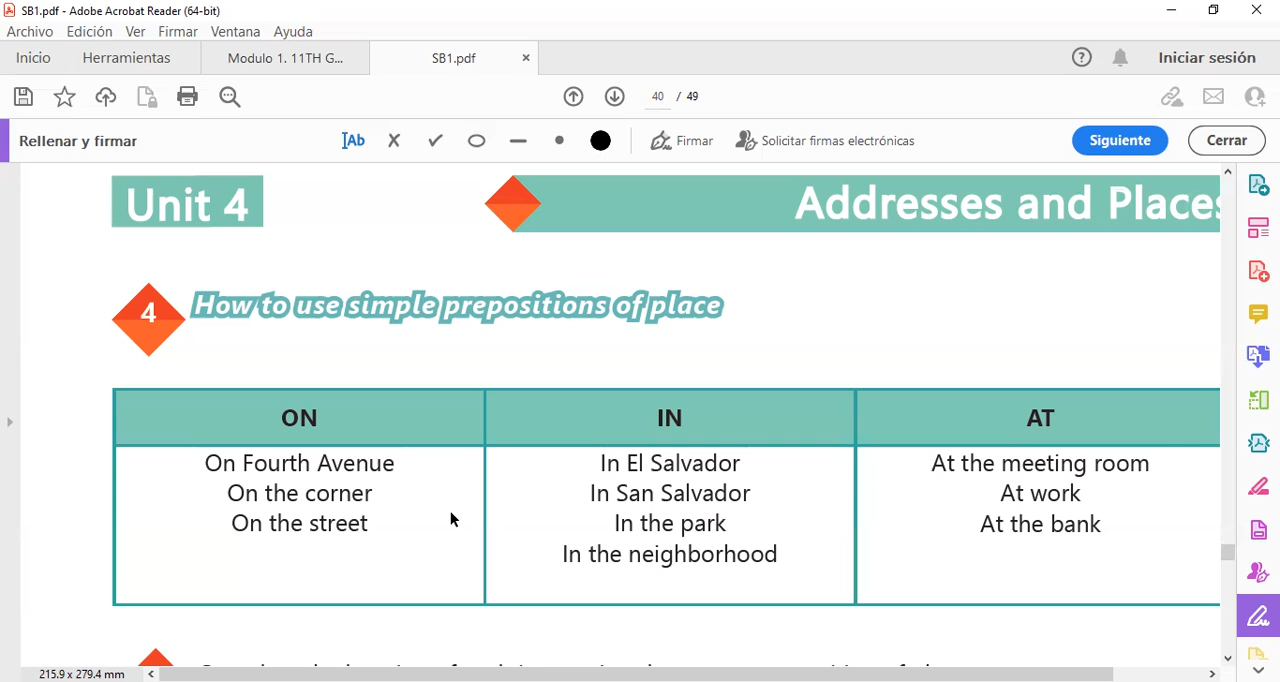 SB1.pdf - Adobe Acrobat Reader (64-bit)
Archivo Edición Ver Firmar Ventana Ayuda
Inicio Herramientas Modulo 1. 11TH G... SB1.pdf × Iniciar sesión
40 / 49
Rellenar y firmar Ab Firmar Solicitar firmas electrónicas Siguiente Cerrar
Unit 4 Addresses and Places
4 How to use simple prepositions of place
ON IN AT
On Fourth Avenue In El Salvador At the meeting room
On the corner In San Salvador At work
On the street In the park At the bank
In the neighborhood
215.9 x 279.4 mm